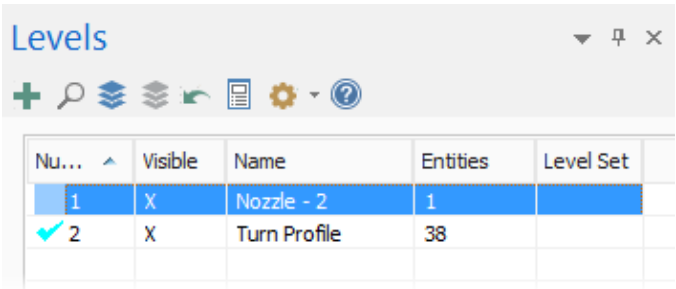 Levels
Nu... Visible Name Entities Level Set
1 X Nozzle - 2 1
2 X Turn Profile 38